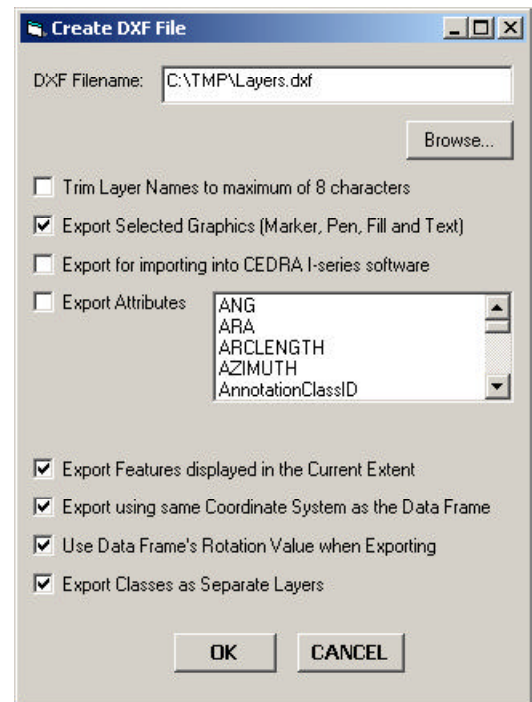 Create DXF File
DXF Filename: C:\TMP\Layers.dxf
Browse...
Trim Layer Names to maximum of 8 characters
Export Selected Graphics (Marker, Pen, Fill and Text)
Export for importing into CEDRA I-series software
Export Attributes
ANG
ARA
ARCLENGTH
AZIMUTH
AnnotationClassID
Export Features displayed in the Current Extent
Export using same Coordinate System as the Data Frame
Use Data Frame's Rotation Value when Exporting
Export Classes as Separate Layers
OK CANCEL